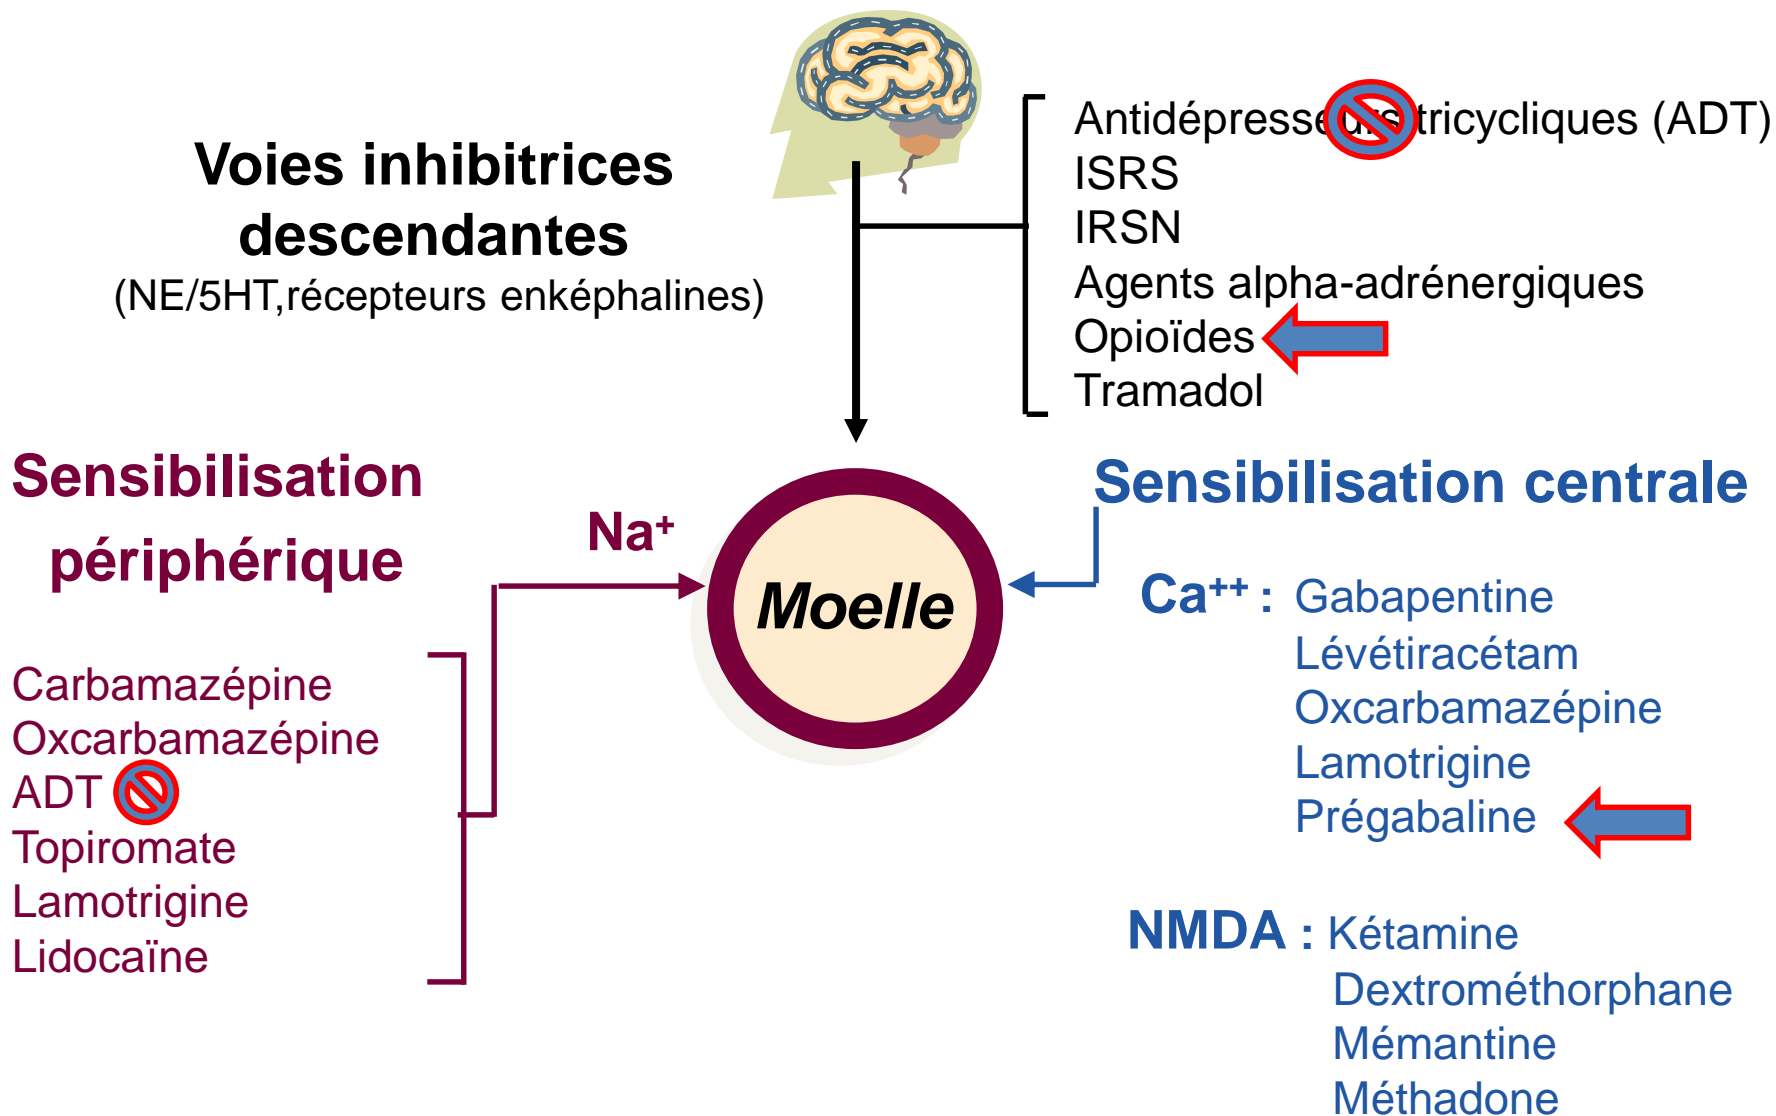 Voies inhibitrices
descendantes
(NE/5HT,récepteurs enképhalines)
Antidépresseurs tricycliques (ADT)
ISRS
IRSN
Agents alpha-adrénergiques
Opioïdes
Tramadol
Sensibilisation
périphérique
Na+
Moelle
Carbamazépine
Oxcarbamazépine
ADT
Topiromate
Lamotrigine
Lidocaïne
Sensibilisation centrale
Ca++ : Gabapentine
Lévétiracétam
Oxcarbamazépine
Lamotrigine
Prégabaline
NMDA : Kétamine
Dextrométhorphane
Mémantine
Méthadone